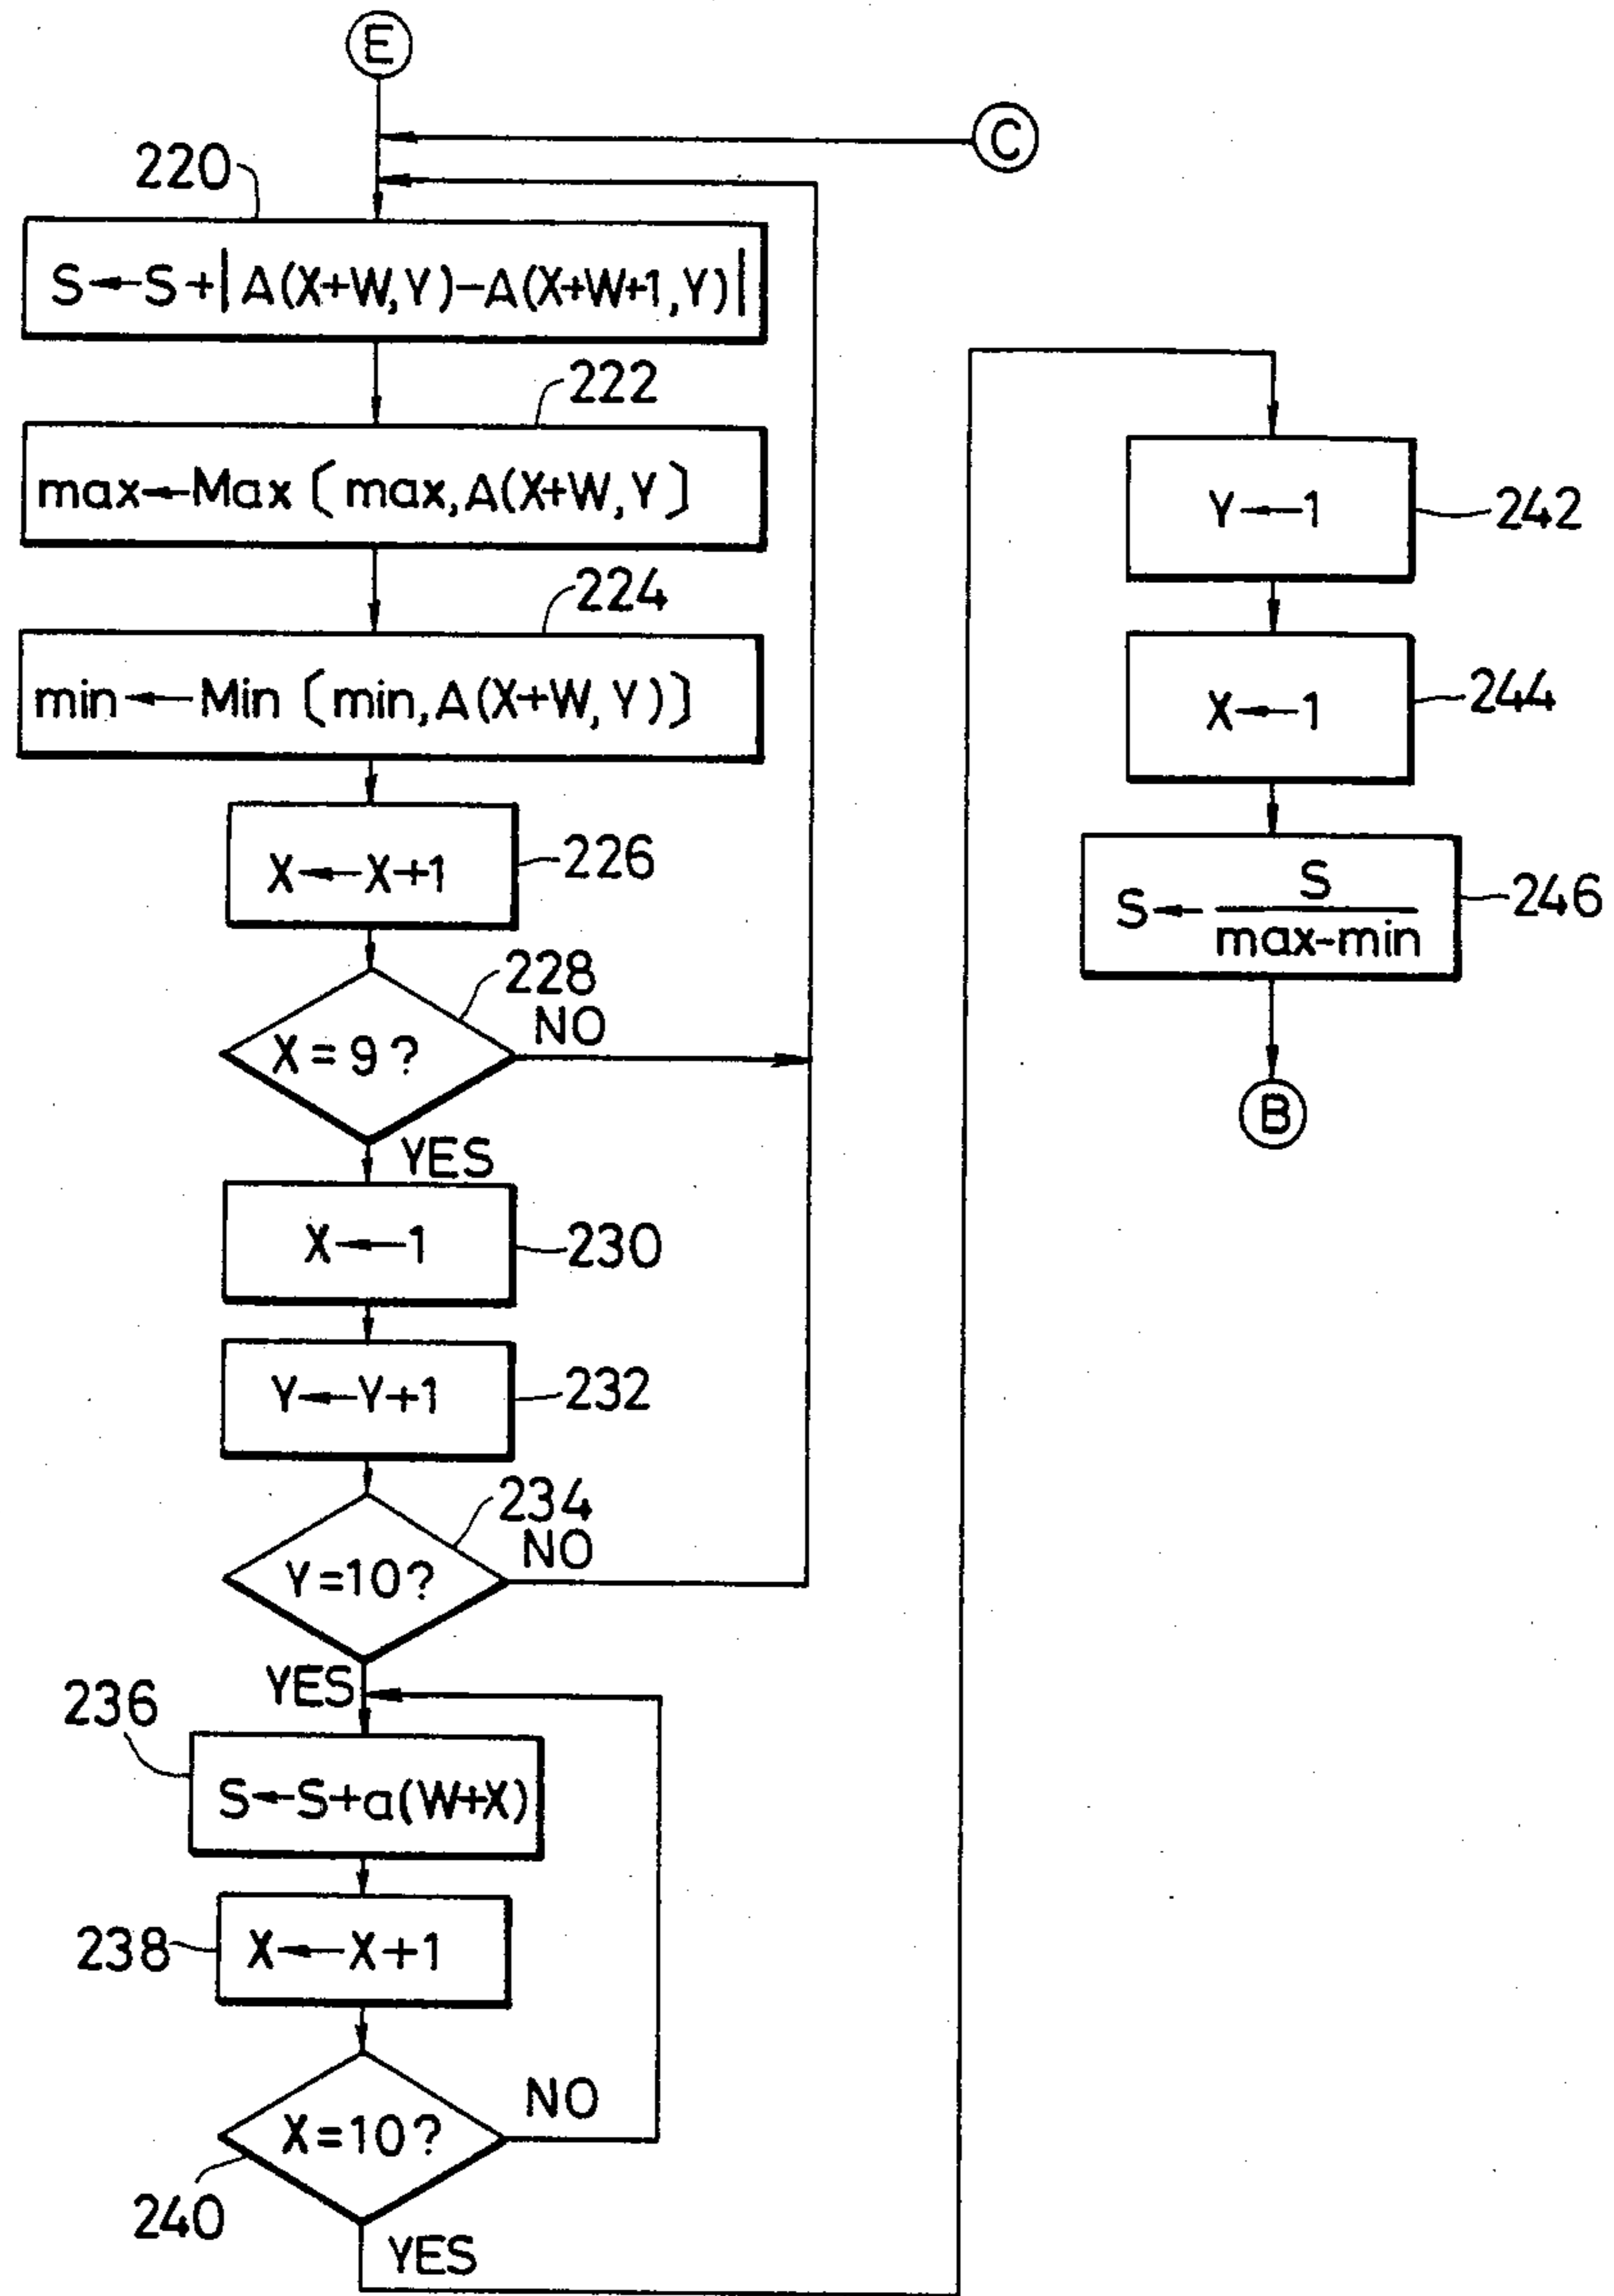 E
C
220
S←S+|A(X+W,Y)-A(X+W+1,Y)|
222
max←Max〔max,A(X+W,Y〕
224
min←Min〔min,A(X+W,Y)〕
X←X+1
226
228
X=9?
NO
YES
X←1
230
Y←Y+1
232
234
Y=10?
NO
YES
236
S←S+a(W+X)
238
X←X+1
X=10?
NO
240
YES
Y←1
242
X←1
244
S← S
max-min
246
B